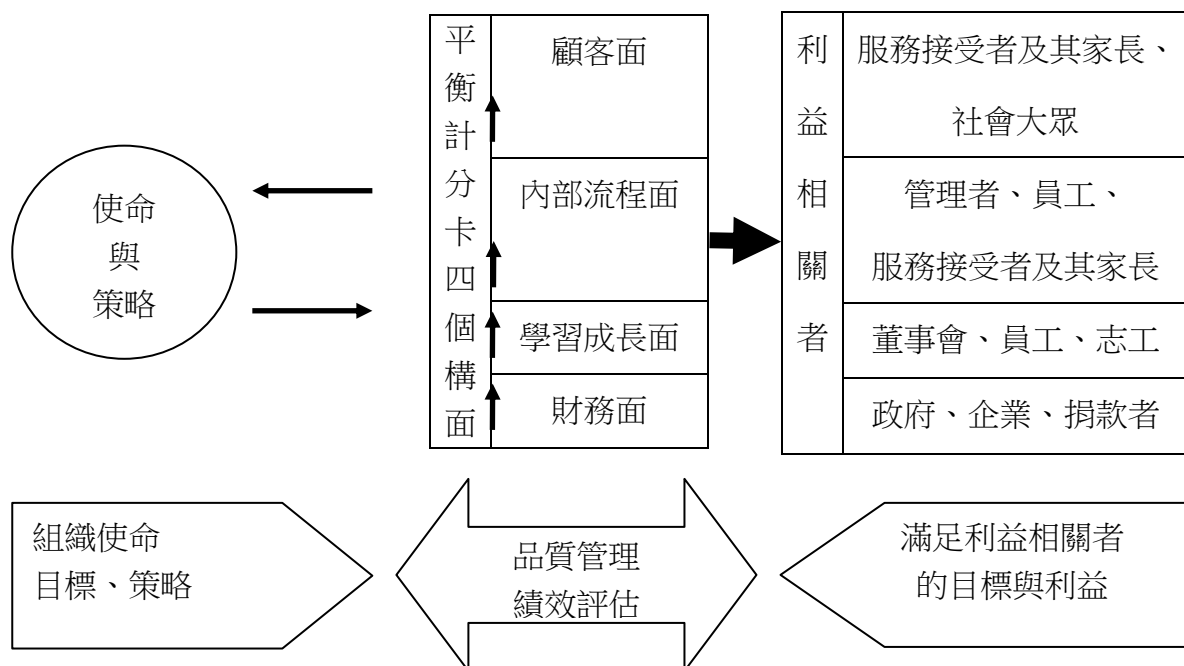 使命
與
策略
平衡計分卡四個構面
顧客面
內部流程面
學習成長面
財務面
利益相關者
服務接受者及其家長、
社會大眾
管理者、員工、
服務接受者及其家長
董事會、員工、志工
政府、企業、捐款者
組織使命
目標、策略
品質管理
績效評估
滿足利益相關者
的目標與利益